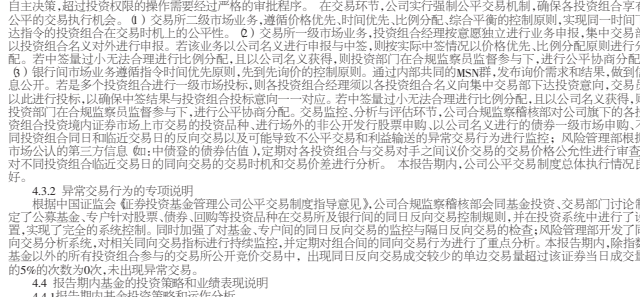 自主决策,超过投资权限的操作需要经过严格的审批程序。 在交易环节,公司实行强制公平交易机制,确保各投资组合享有
公平的交易执行机会。(1) 交易所二级市场业务,遵循价格优先、时间优先、比例分配,综合平衡的控制原则,实现同一时间下
达指令的投资组合在交易时机上的公平性。 (2) 交易所一级市场业务,投资组合经理按意愿独立进行业务申报,集中交易部
以投资组合名义对外进行申报。若该业务以公司名义进行申报与中签,则按实际中签情况以价格优先、比例分配原则进行分
配。若中签量过小无法合理进行比例分配,且以公司名义获得,则投资部门在合规监察员监督参与下,进行公平协商分配。
(3) 银行间市场业务遵循指令时间优先原则,先到先询价的控制原则。通过内部共同的MSN群,发布询价需求和结果,做到信
息公开。若是多个投资组合进行一级市场投标,则各投资组合经理须以各投资组合名义向集中交易部下达投资意向,交易员
以此进行投标,以确保中签结果与投资组合投标意向一一对应。若中签量过小无法合理进行比例分配,且以公司名义获得,则
投资部门在合规监察员监督参与下,进行公平协商分配。交易监控、分析与评估环节,公司合规监察稽核部对公司旗下的各投
资组合投资境内证券市场上市交易的投资品种、进行场外的非公开发行股票申购、以公司名义进行的债券一级市场申购、不
同投资组合同日和临近交易日的反向交易以及可能导致不公平交易和利益输送的异常交易行为进行监控; 风险管理部根据
市场公认的第三方信息(如:中债登的债券估值),定期对各投资组合与交易对手之间议价交易的交易价格公允性进行审查,
对不同投资组合临近交易日的同向交易的交易时机和交易价差进行分析。 本报告期内,公司公平交易制度总体执行情况良
好。
4.3.2 异常交易行为的专项说明
根据中国证监会《证券投资基金管理公司公平交易制度指导意见》,公司合规监察稽核部会同基金投资、交易部门讨论制
定了公募基金、专户针对股票、债券、回购等投资品种在交易所及银行间的同日反向交易控制规则,并在投资系统中进行了设
置,实现了完全的系统控制。同时加强了对基金、专户间的同日反向交易的监控与隔日反向交易的检查;风险管理部开发了同
向交易分析系统,对相关同向交易指标进行持续监控,并定期对组合间的同向交易行为进行了重点分析。本报告期内,除指数
基金以外的所有投资组合参与的交易所公开竞价交易中, 出现同日反向交易成交较少的单边交易量超过该证券当日成交量
的5%的次数为0次,未出现异常交易。
4.4 报告期内基金的投资策略和业绩表现说明
4.4.1报告期内基金投资策略和运作分析